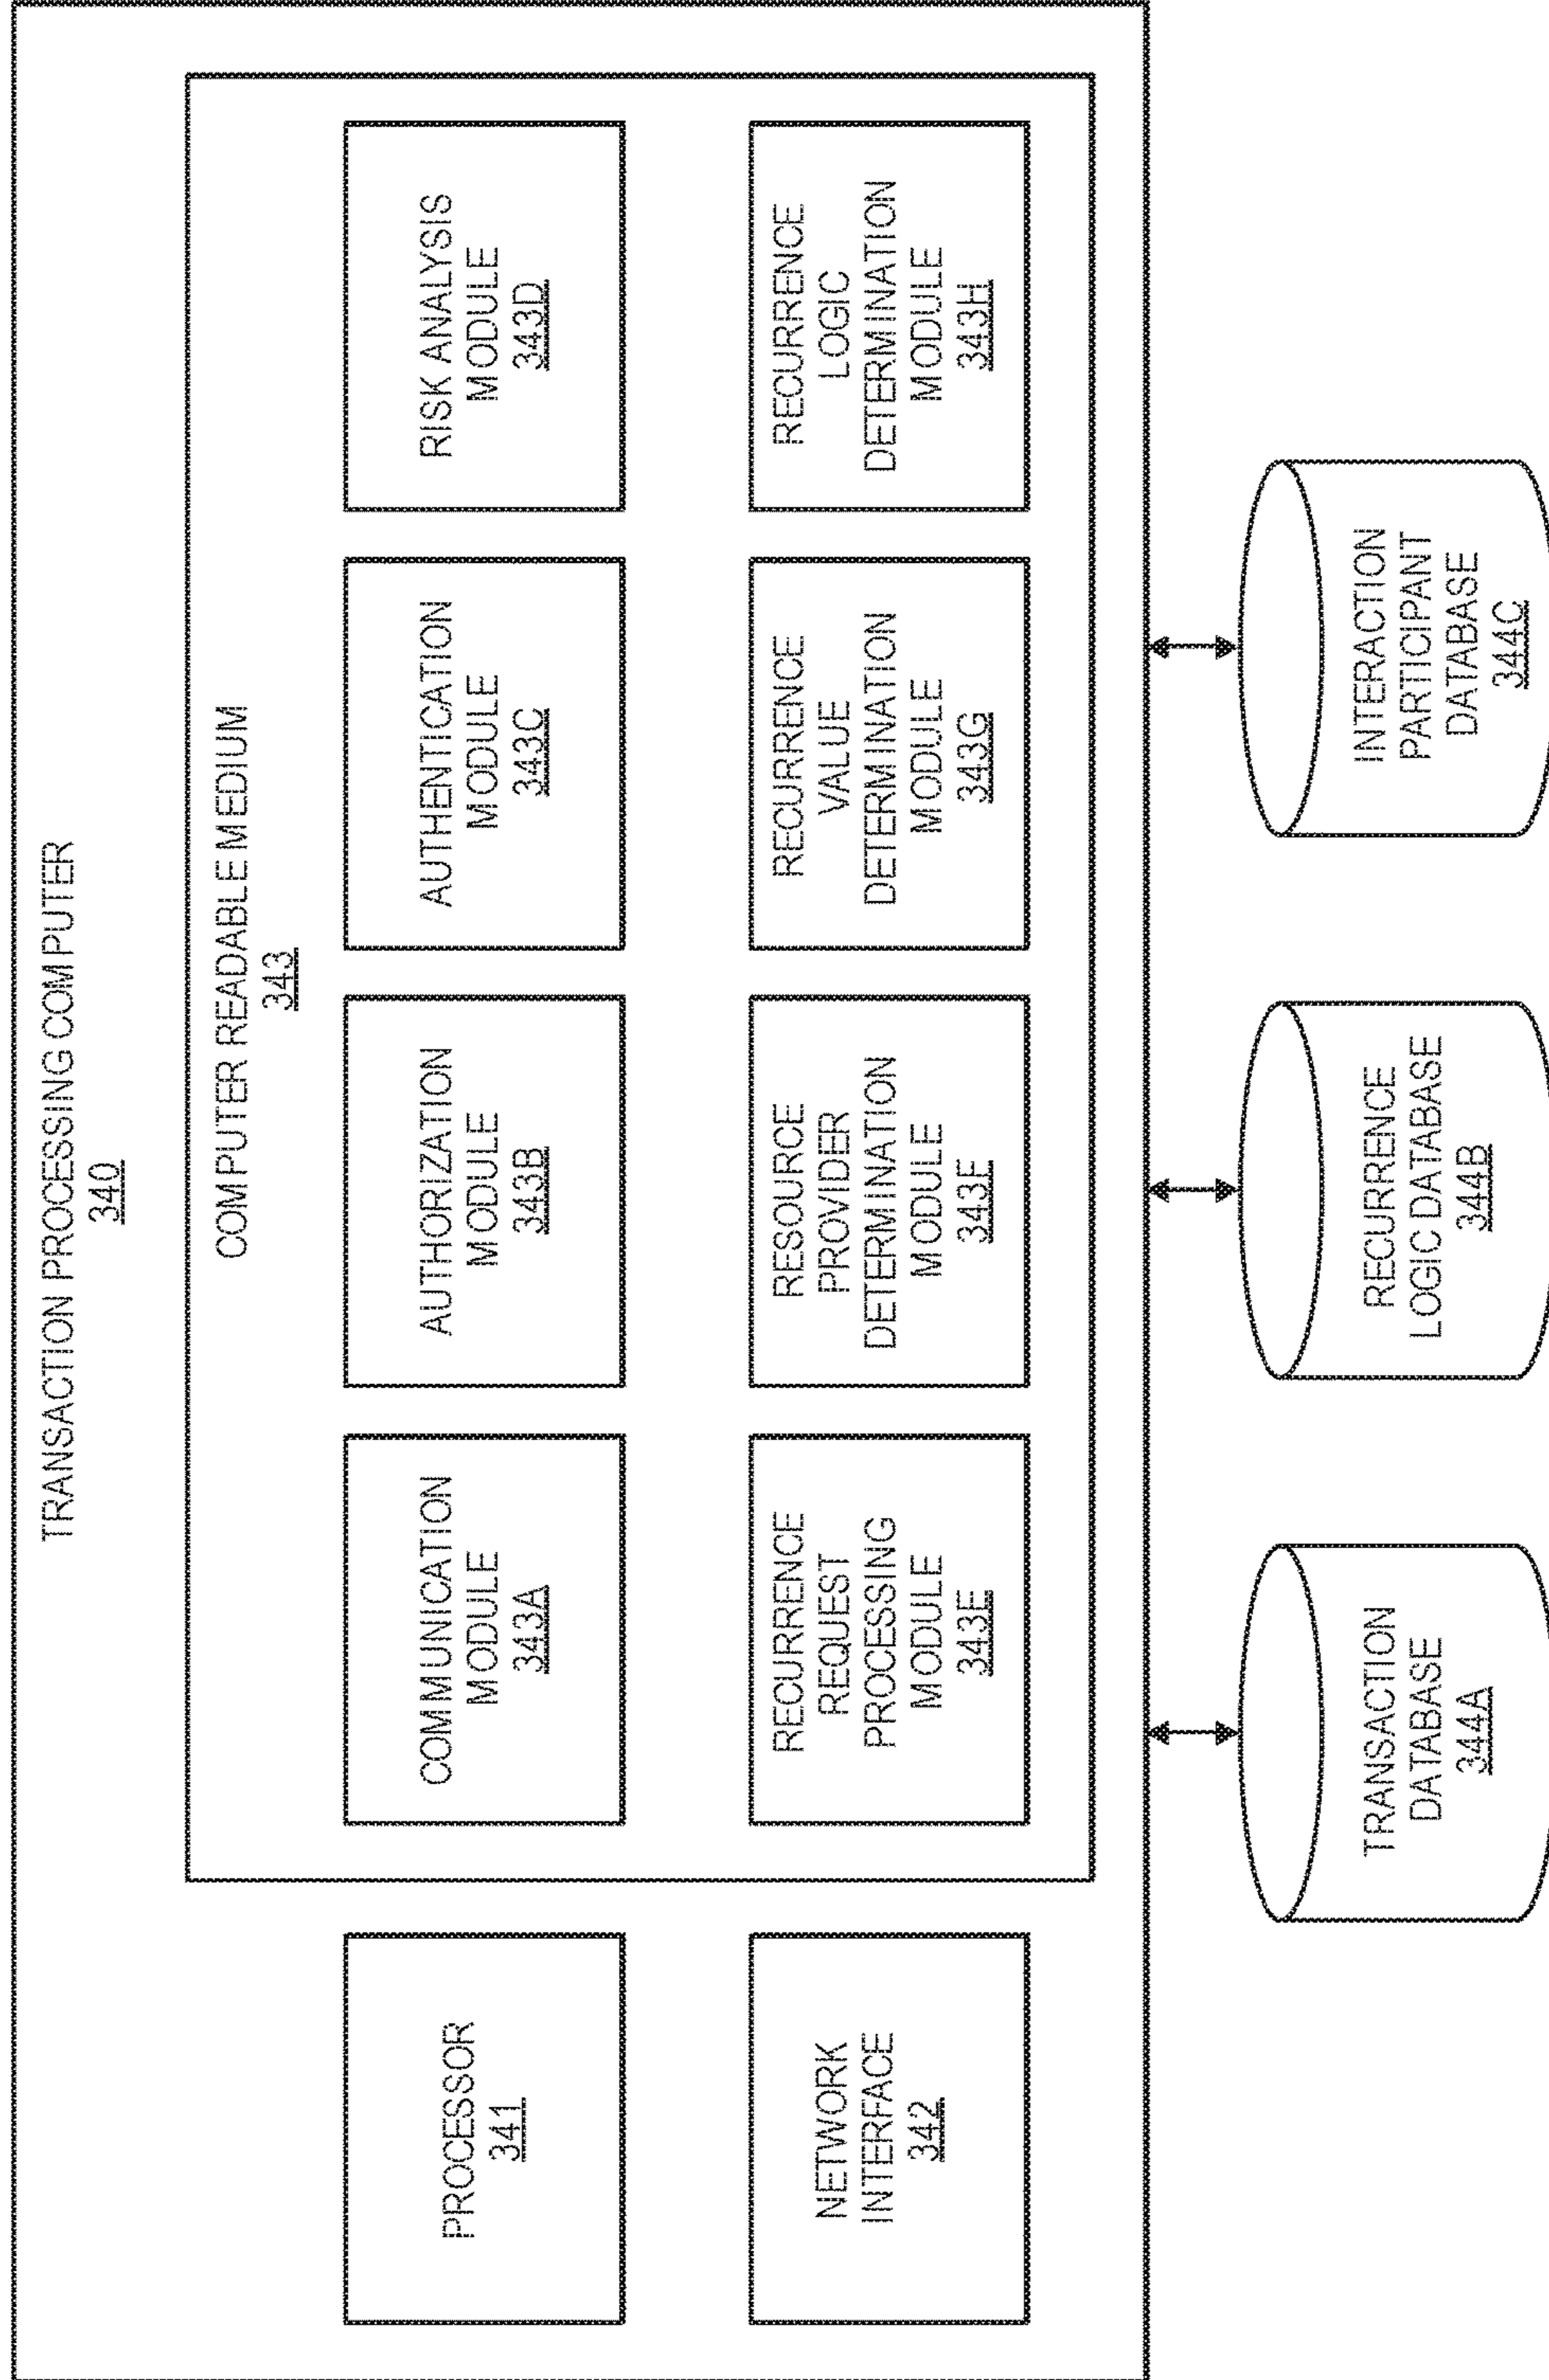 TRANSACTION PROCESSING COMPUTER
340
COMPUTER READABLE MEDIUM
343
PROCESSOR
341
COMMUNICATION
MODULE
343A
AUTHORIZATION
MODULE
343B
AUTHENTICATION
MODULE
343C
RISK ANALYSIS
MODULE
343D
NETWORK
INTERFACE
342
RECURRENCE
REQUEST
PROCESSING
MODULE
343E
RESOURCE
PROVIDER
DETERMINATION
MODULE
343F
RECURRENCE
VALUE
DETERMINATION
MODULE
343G
RECURRENCE
LOGIC
DETERMINATION
MODULE
343H
TRANSACTION
DATABASE
344A
RECURRENCE
LOGIC DATABASE
344B
INTERACTION
PARTICIPANT
DATABASE
344C